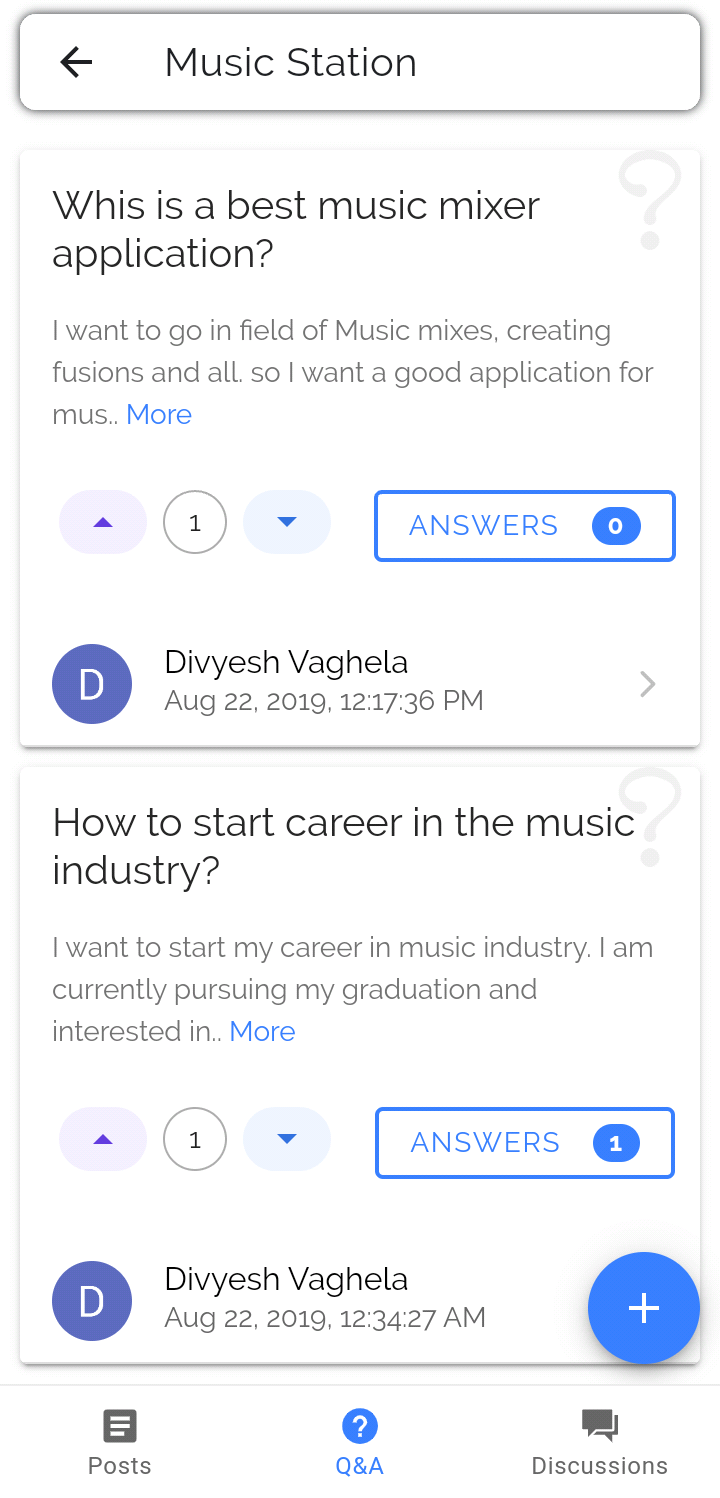 Music Station
Whis is a best music mixer
application?
I want to go in field of Music mixes, creating
fusions and all. so I want a good application for
mus.. More
1
ANSWERS 0
D
Divyesh Vaghela
Aug 22, 2019, 12:17:36 PM
How to start career in the music
industry?
I want to start my career in music industry. I am
currently pursuing my graduation and
interested in.. More
1
ANSWERS 1
D
Divyesh Vaghela
Aug 22, 2019, 12:34:27 AM
Posts
Q&A
Discussions